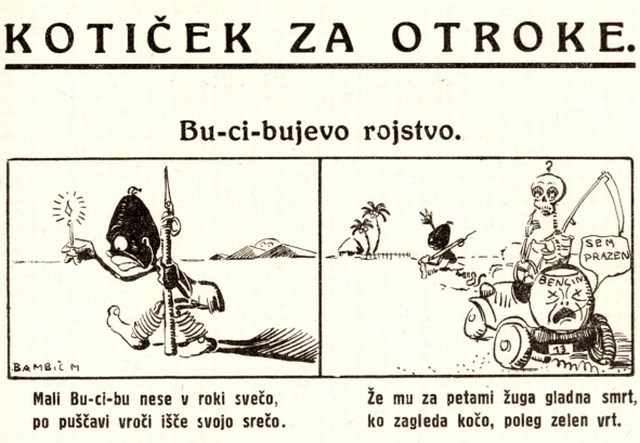 KOTIČEK ZA OTROKE.
Bu-ci-bujevo rojstvo.
BAMBIČ M
?
SEM
PRAZEN
BENCIN
13
Mali Bu-ci-bu nese v roki svečo,
po puščavi vroči išče svojo srečo.
Že mu za petami žuga gladna smrt,
ko zagleda kočo, poleg zelen vrt.